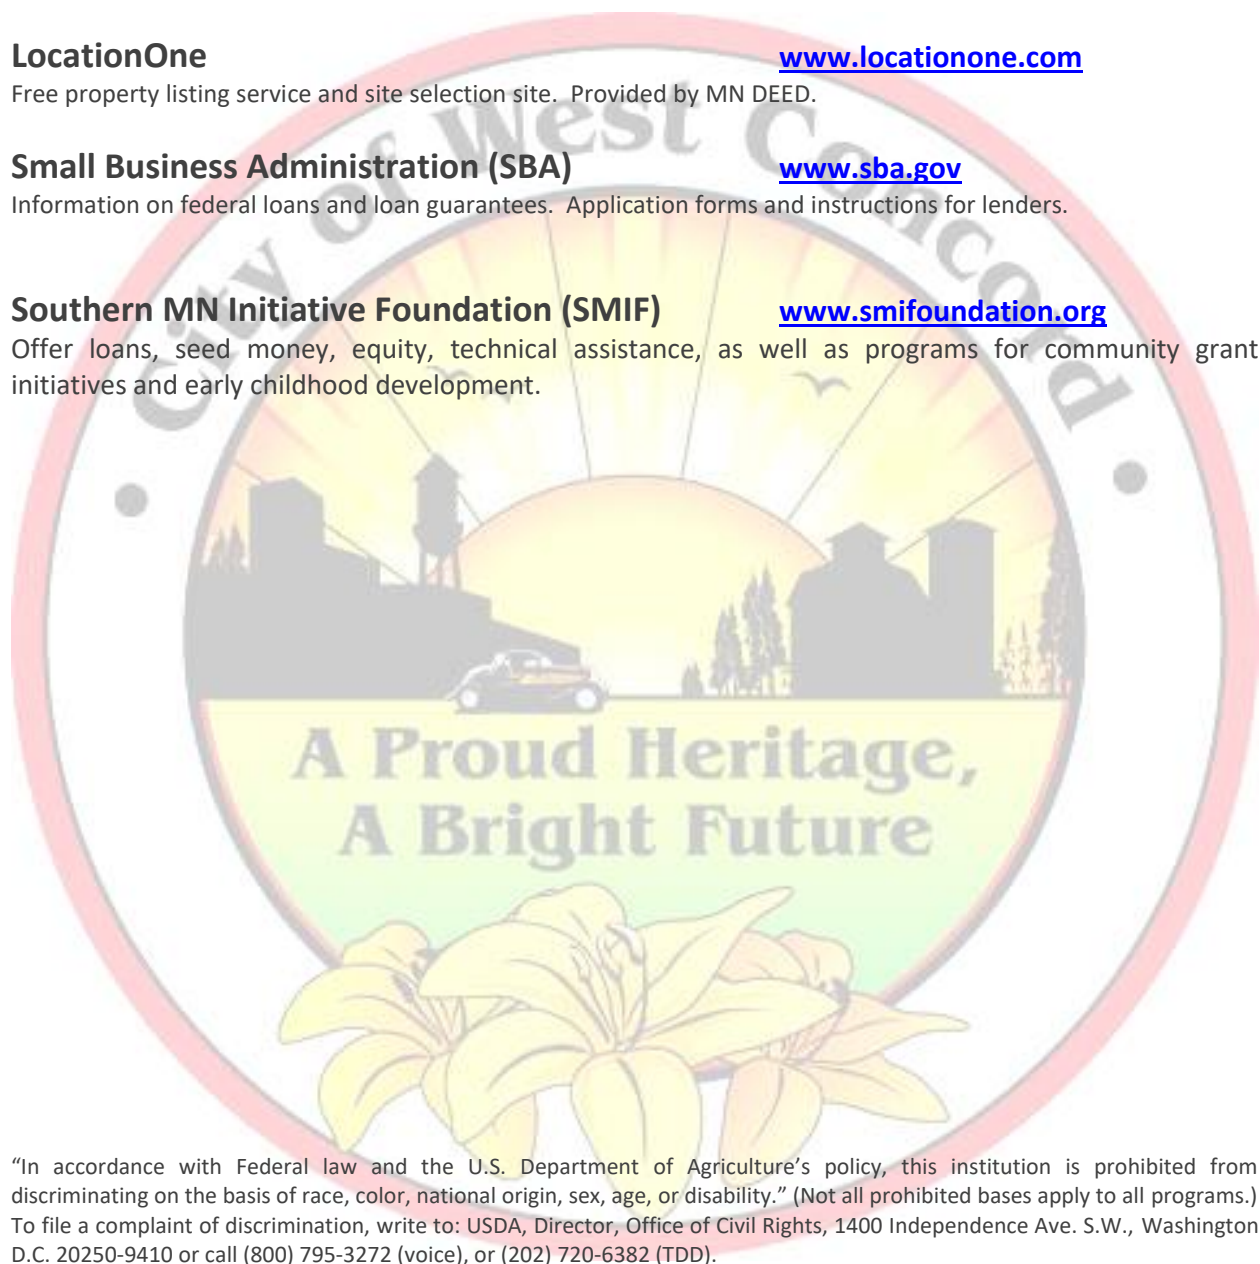 LocationOne www.locationone.com
Free property listing service and site selection site.  Provided by MN DEED.
Small Business Administration (SBA) www.sba.gov
Information on federal loans and loan guarantees.  Application forms and instructions for lenders.
Southern MN Initiative Foundation (SMIF) www.smifoundation.org
Offer loans, seed money, equity, technical assistance, as well as programs for community grant
initiatives and early childhood development.
City of West Concord
A Proud Heritage,
A Bright Future
“In accordance with Federal law and the U.S. Department of Agriculture’s policy, this institution is prohibited from
discriminating on the basis of race, color, national origin, sex, age, or disability.” (Not all prohibited bases apply to all programs.)
To file a complaint of discrimination, write to: USDA, Director, Office of Civil Rights, 1400 Independence Ave. S.W., Washington
D.C. 20250-9410 or call (800) 795-3272 (voice), or (202) 720-6382 (TDD).